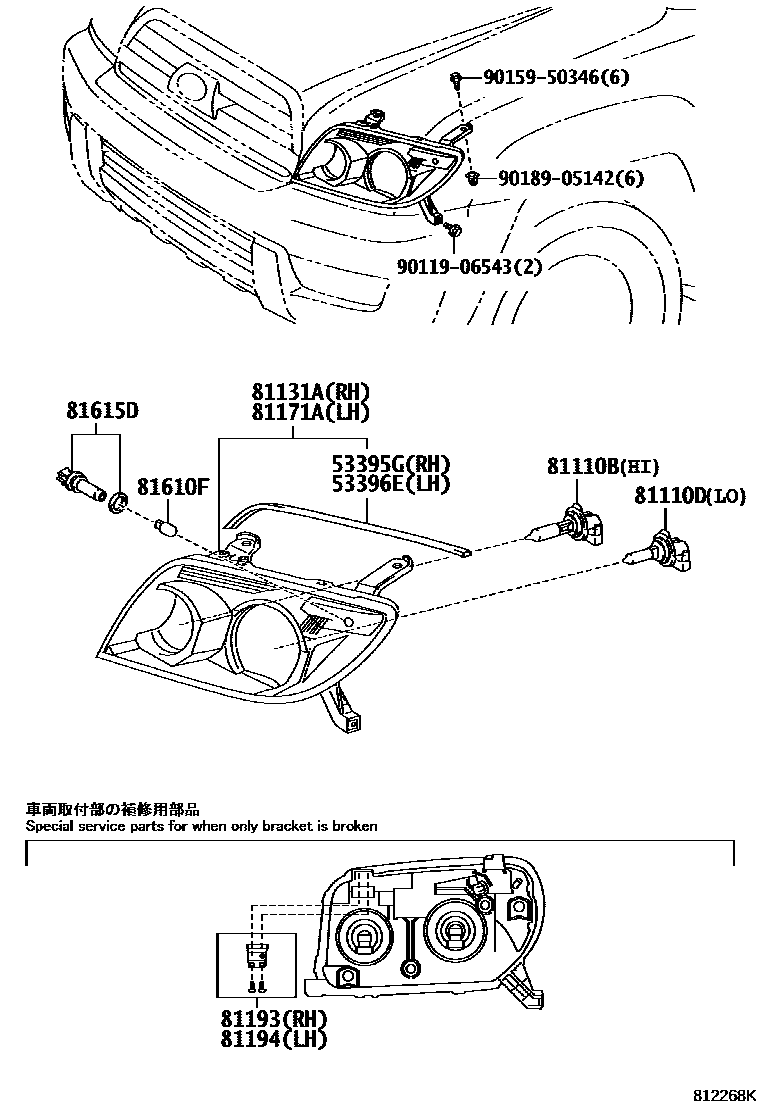 90159-50346(6)
90189-05142(6)
90119-06543(2)
81131A(RH)
81171A(LH)
81615D
53395G(RH)
53396E(LH)
81610F
81110B(HI)
81110D(LO)
車両取付部の補修用部品
Special service parts for when only bracket is broken
81193(RH)
81194(LH)
812268K